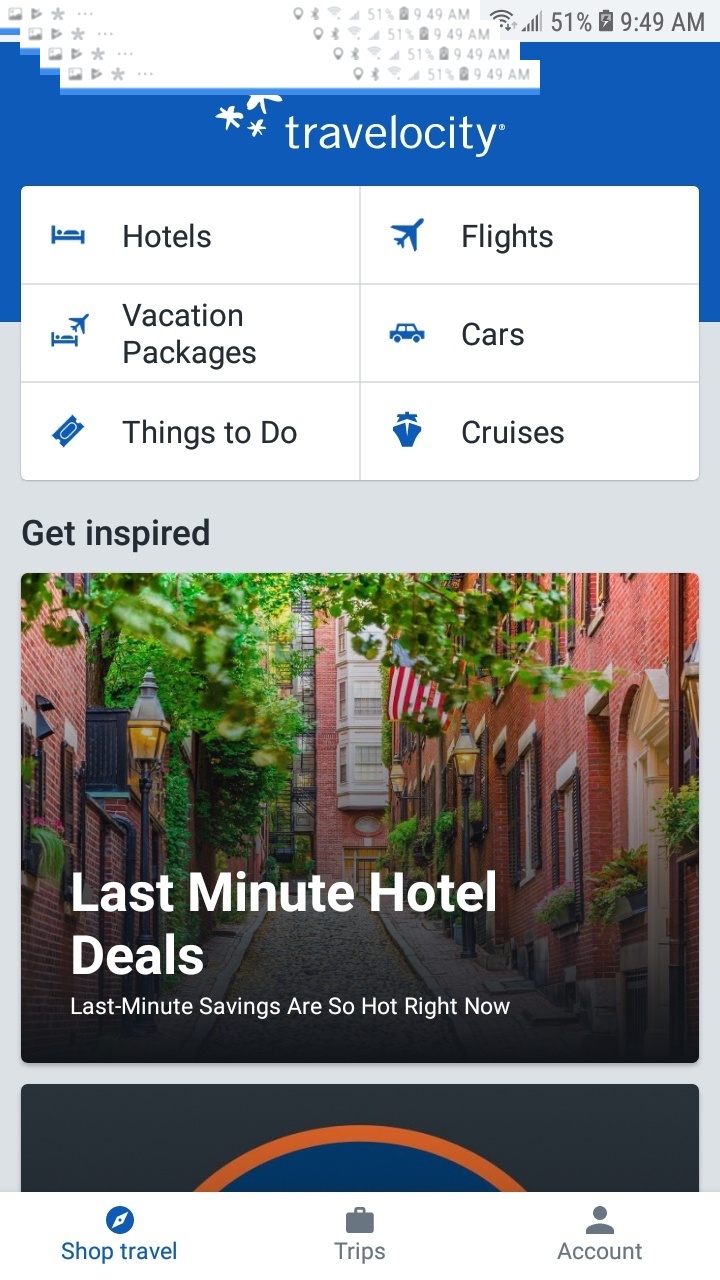 51% 9 49 AM
51% 9:49 AM
51% 9 49 AM
51% 9 49 AM
51% 9 49 AM
travelocity
Hotels
Flights
Vacation
Packages
Cars
Things to Do
Cruises
Get inspired
Last Minute Hotel
Deals
Last-Minute Savings Are So Hot Right Now
Shop travel
Trips
Account